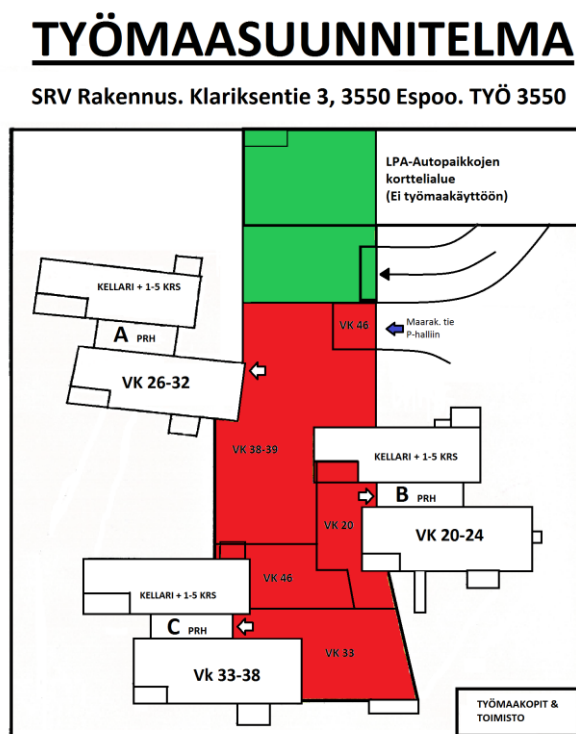 TYÖMAASUUNNITELMA
SRV Rakennus. Klariksentie 3, 3550 Espoo. TYÖ 3550
LPA-Autopaikkojen
korttelialue
(Ei työmaakäyttöön)
KELLARI + 1-5 KRS
A PRH
VK 26-32
VK 46
Maarak. tie
P-halliin
VK 38-39
KELLARI + 1-5 KRS
B PRH
VK 20
VK 20-24
VK 46
KELLARI + 1-5 KRS
C PRH
VK 33
Vk 33-38
TYÖMAAKOPIT &
TOIMISTO